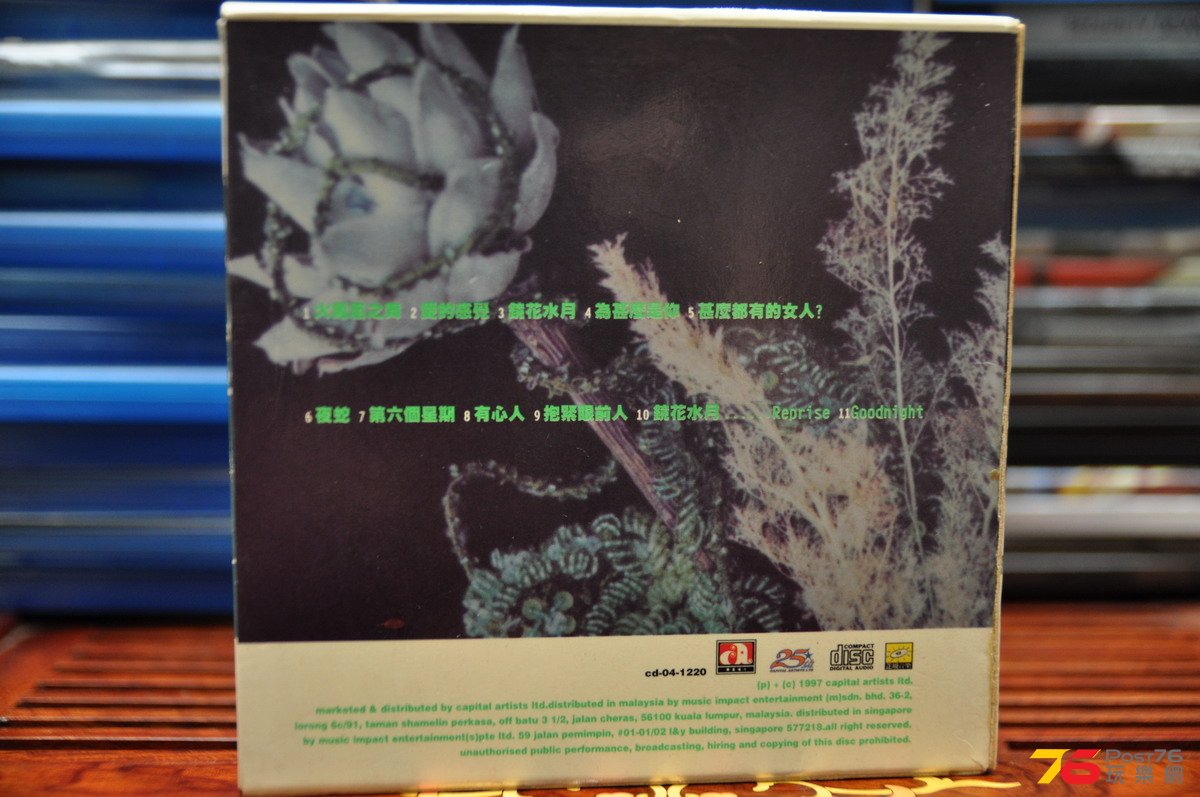 1 火鳳凰之舞 2 愛的感覺 3 鏡花水月 4 為甚麼是你 5 甚麼都有的女人?
6 夜蛇 7 第六個星期 8 有心人 9 抱緊眼前人 10 鏡花水月......Reprise 11 Goodnight
cd-04-1220
25th
CAPITAL ARTISTS LTD
COMPACT
disc
DIGITAL AUDIO
(p) + (c) 1997 capital artists ltd.
marketed & distributed by capital artists ltd.distributed in malaysia by music impact entertainment (m)sdn. bhd. 36-2,
lorong 6c/91, taman shamelin perkasa, off batu 3 1/2, jalan cheras, 56100 kuala lumpur, malaysia. distributed in singapore
by music impact entertainment(s)pte ltd. 59 jalan pemimpin, #01-01/02 l&y building, singapore 577218.all right reserved.
unauthorised public performance, broadcasting, hiring and copying of this disc prohibited.
76 Post76
玩樂網